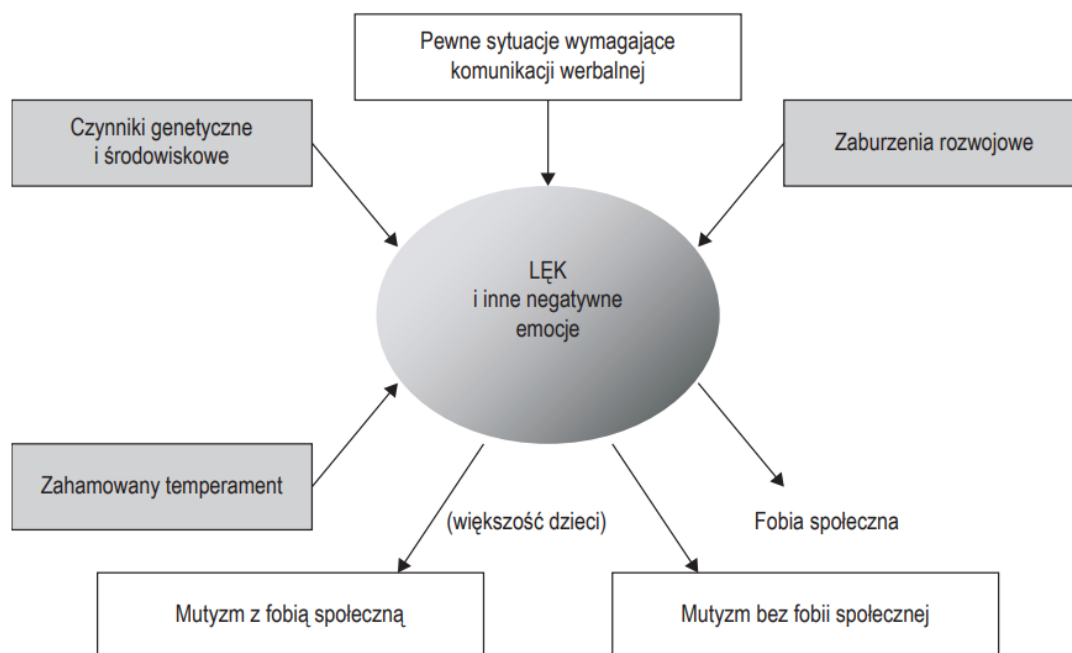 Pewne sytuacje wymagające
komunikacji werbalnej
Czynniki genetyczne
i środowiskowe
Zaburzenia rozwojowe
LĘK
i inne negatywne
emocje
Zahamowany temperament
(większość dzieci)
Fobia społeczna
Mutyzm z fobią społeczną
Mutyzm bez fobii społecznej